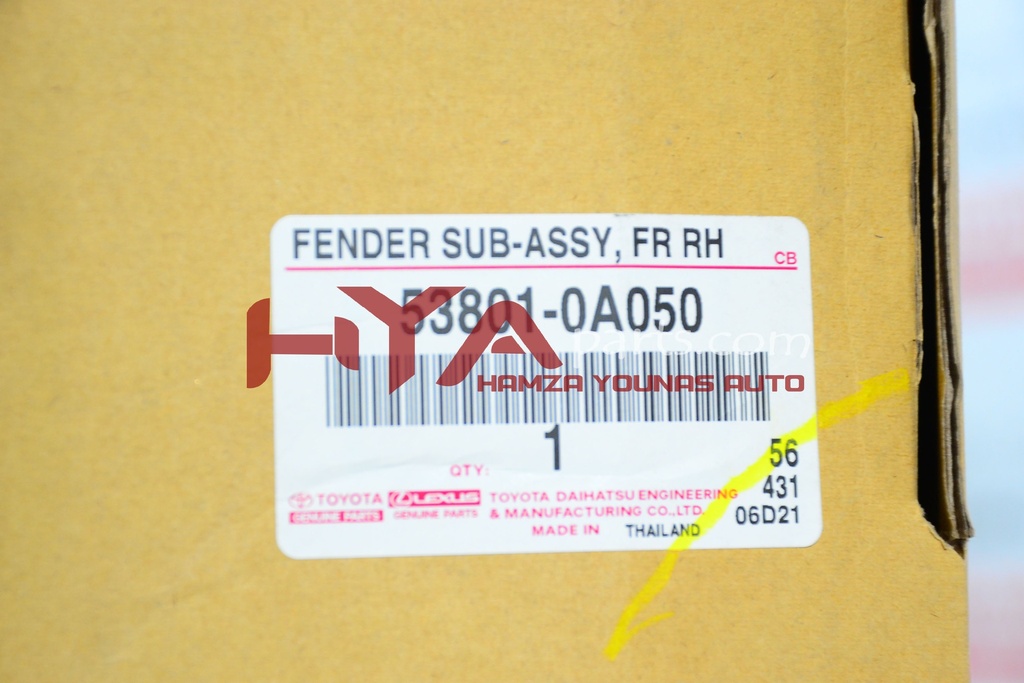 FENDER SUB-ASSY, FR RH
CB
53801-0A050
HYA
parts.com
HAMZA YOUNAS AUTO
1
QTY:
56
TOYOTA LEXUS TOYOTA DAIHATSU ENGINEERING 431
GENUINE PARTS GENUINE PARTS & MANUFACTURING CO.,LTD. 06D21
MADE IN THAILAND